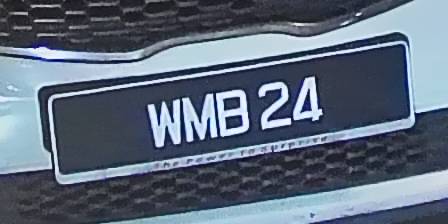 WMB 24
The Power to Surprise